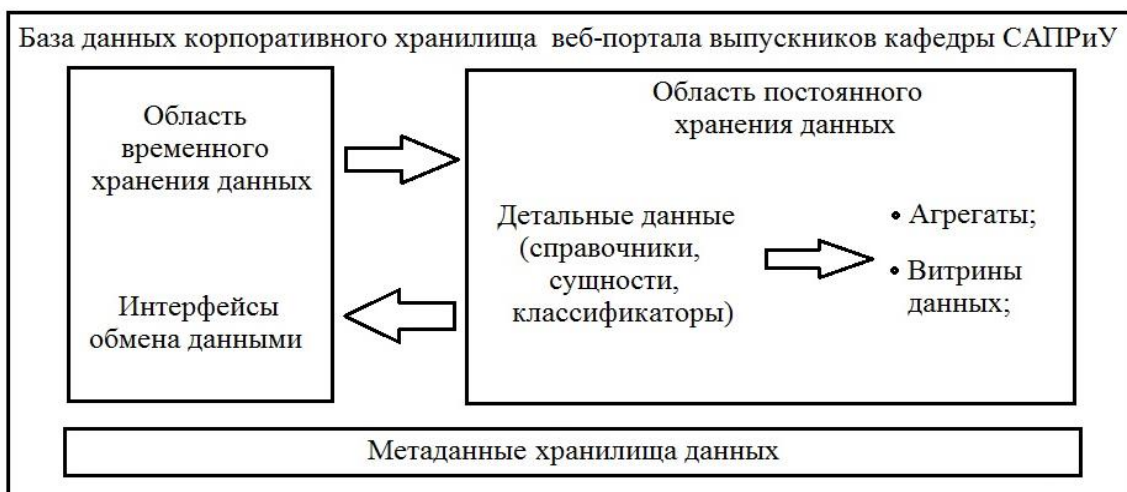 База данных корпоративного хранилища веб-портала выпускников кафедры САПРиУ
Область
временного
хранения данных
Интерфейсы
обмена данными
Область постоянного
хранения данных
Детальные данные
(справочники,
сущности,
классификаторы)
• Агрегаты;
• Витрины
данных;
Метаданные хранилища данных